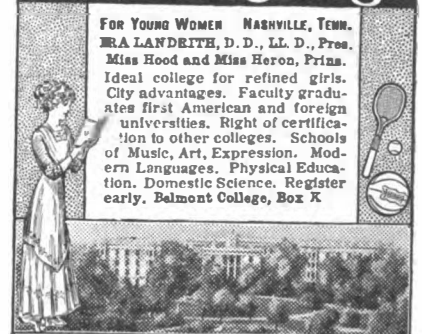 FOR YOUNG WOMEN NASHVILLE, TENN.
IRA LANDRITH, D. D., LL. D., Pres.
Miss Hood and Miss Heron, Prins.
Ideal college for refined girls.
City advantages. Faculty gradu-
ates first American and foreign
universities. Right of certifica-
tion to other colleges. Schools
of Music, Art, Expression. Mod-
ern Languages. Physical Educa-
tion. Domestic Science. Register
early. Belmont College, Box X